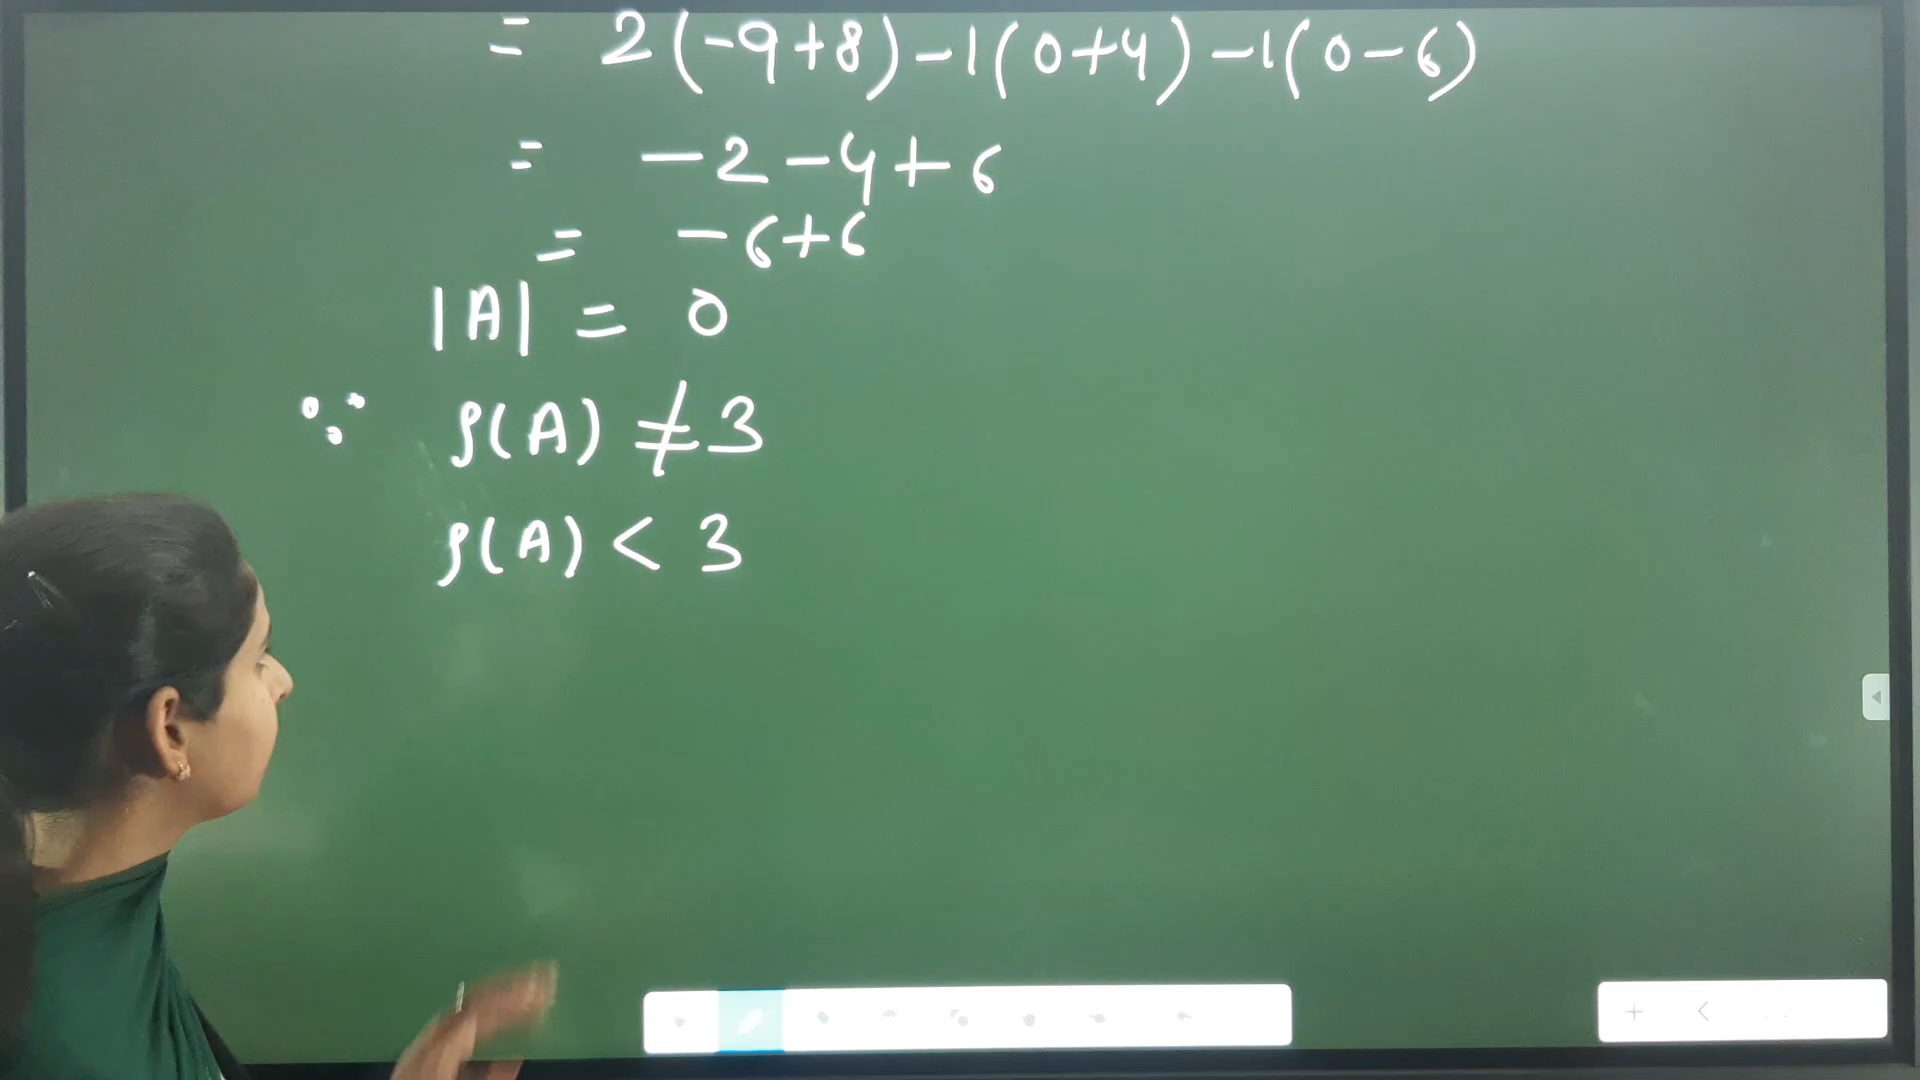 = 2(-9+8)-1(0+4)-1(0-6)
= -2-4+6
= -6+6
|A| = 0
∵ ρ(A) ≠ 3
ρ(A) < 3